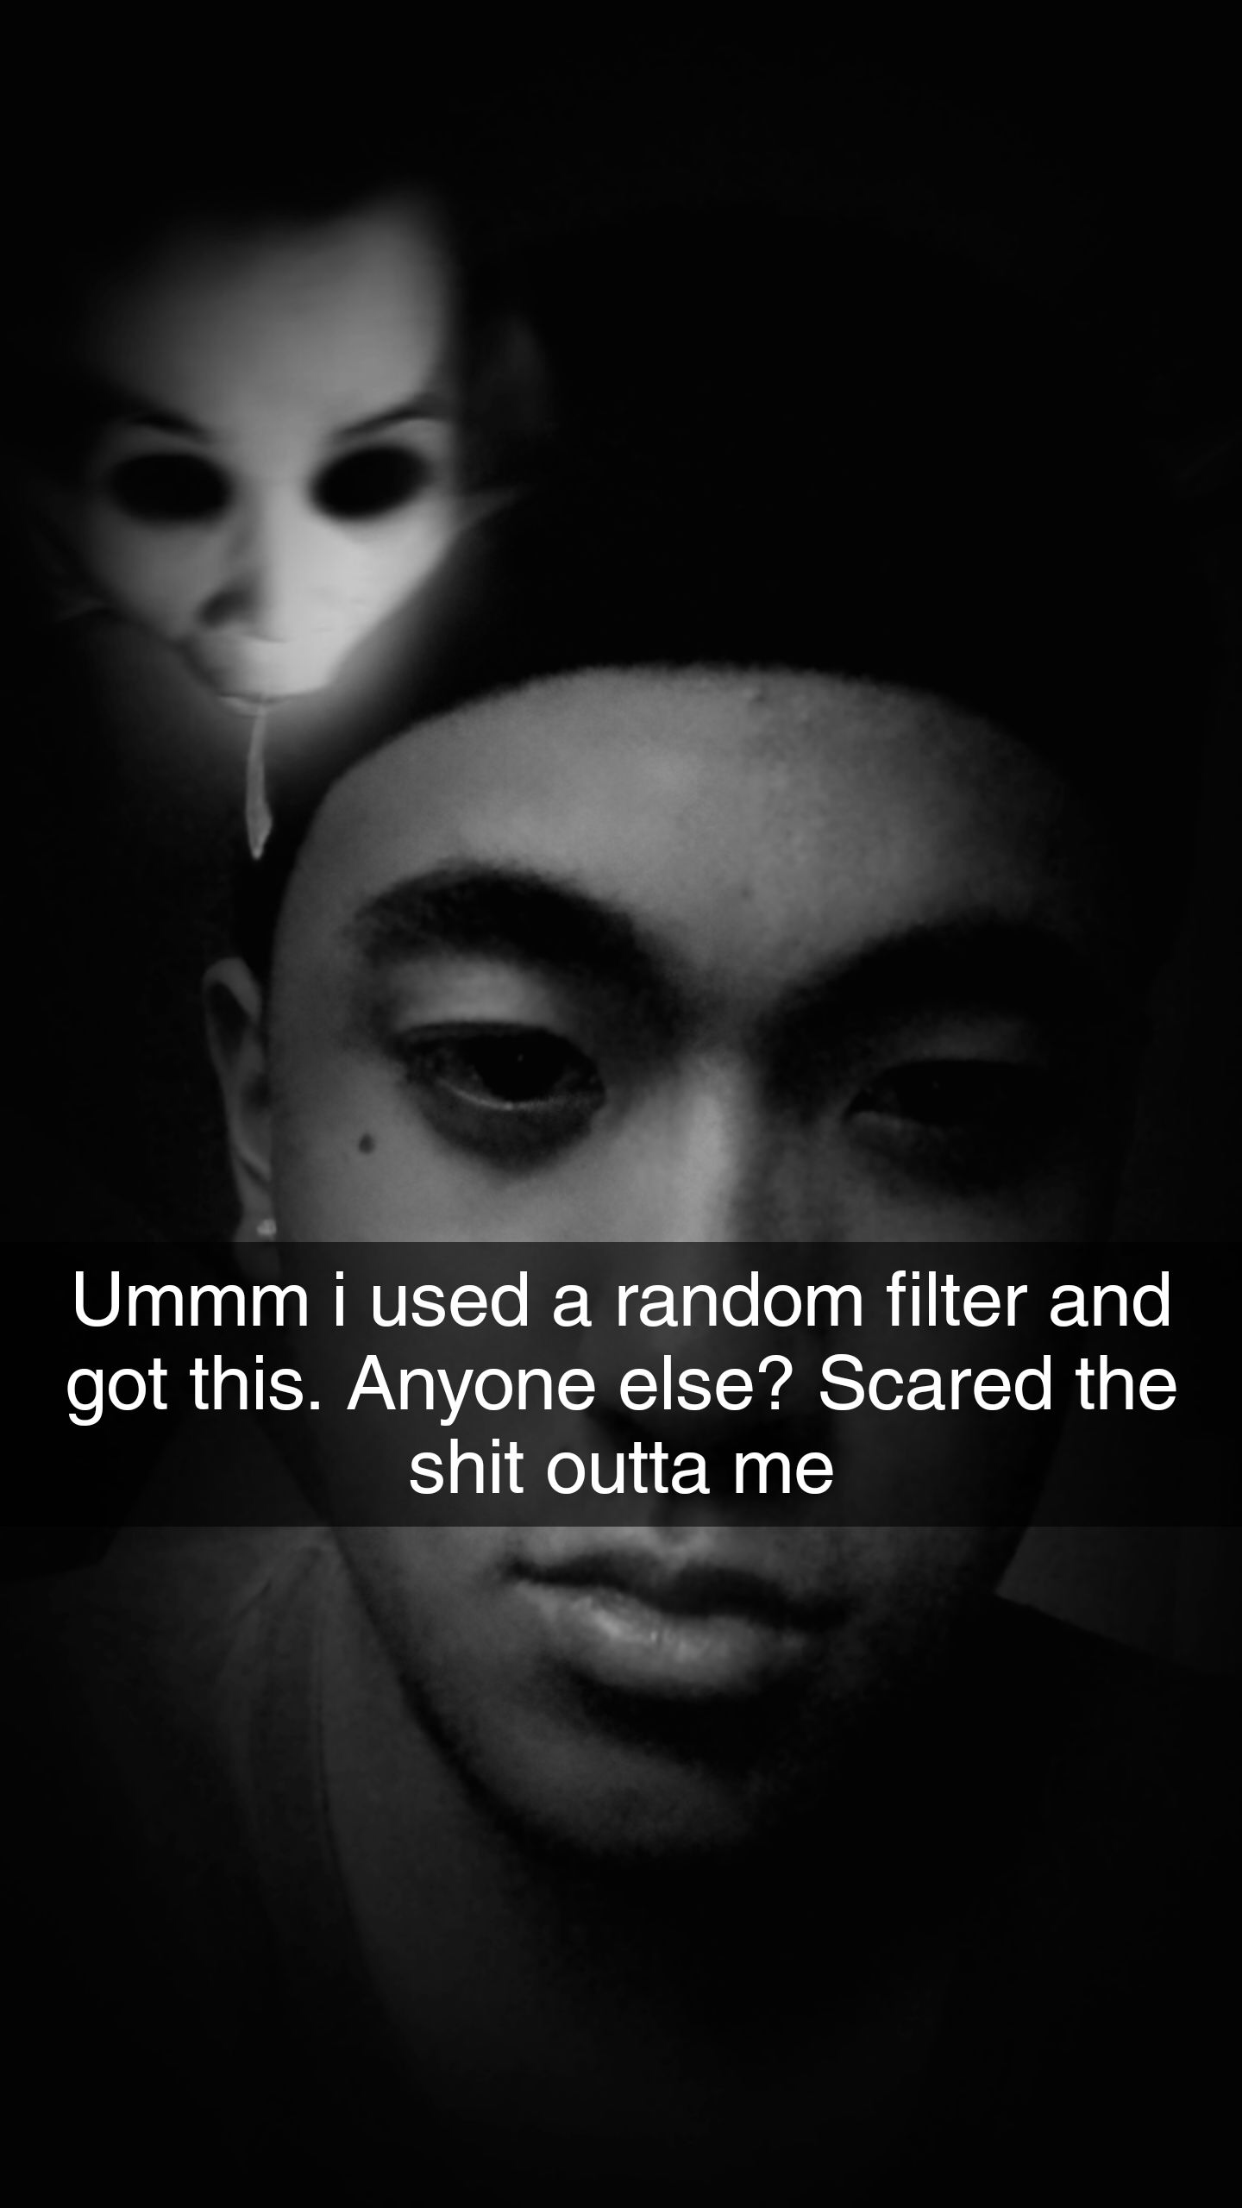 Ummm i used a random filter and
got this. Anyone else? Scared the
shit outta me